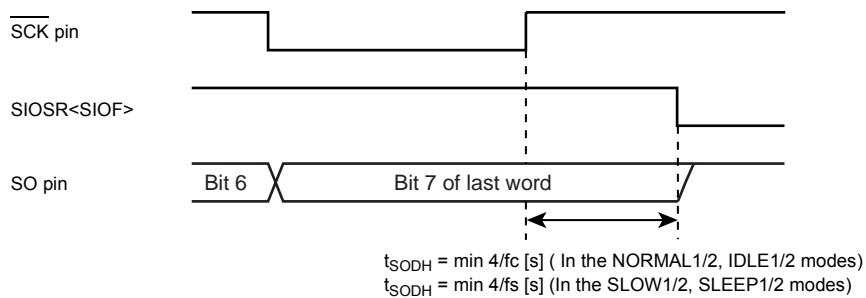 SCK pin
SIOSR<SIOF>
SO pin Bit 6 Bit 7 of last word
tSODH = min 4/fc [s] ( In the NORMAL1/2, IDLE1/2 modes)
tSODH = min 4/fs [s] (In the SLOW1/2, SLEEP1/2 modes)